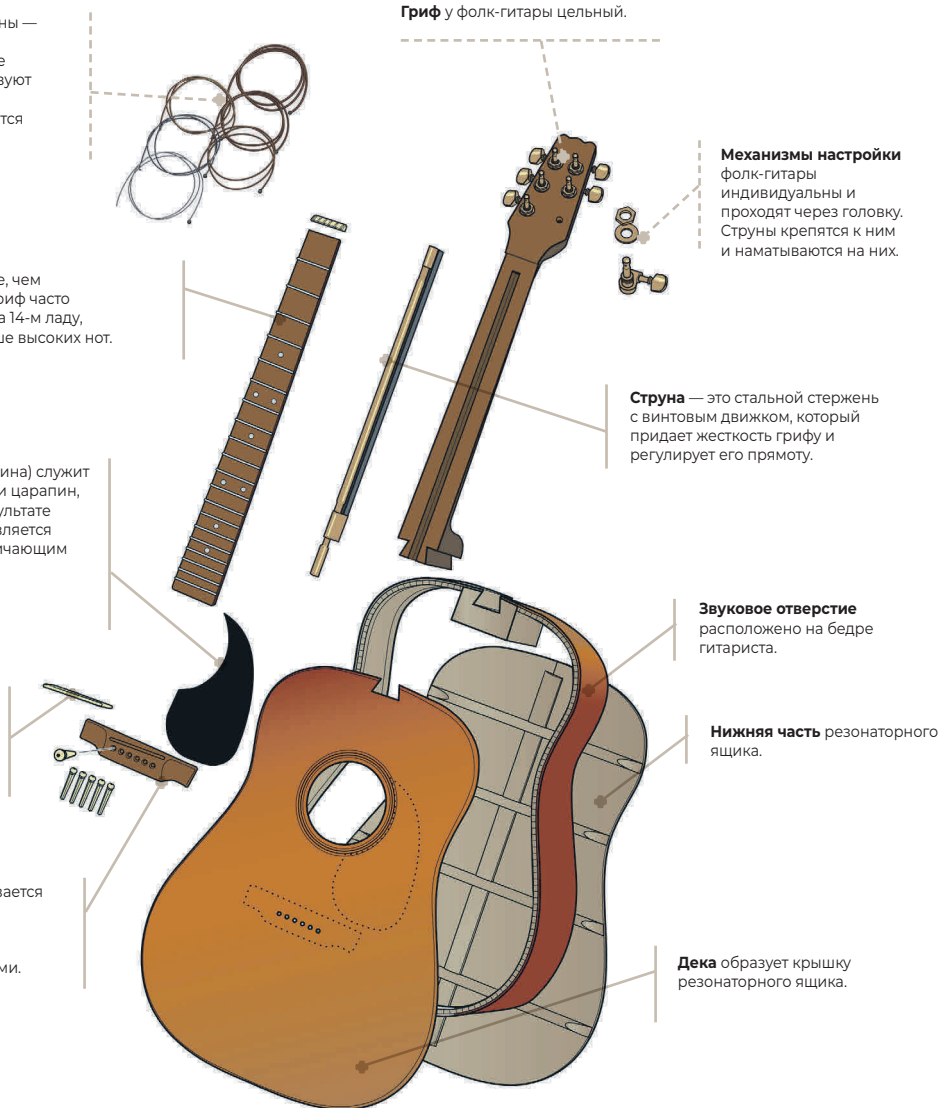 ны —
е
вуют
тся
Гриф у фолк-гитары цельный.
Механизмы настройки
фолк-гитары
индивидуальны и
проходят через головку.
Струны крепятся к ним
и наматываются на них.
е, чем
риф часто
а 14-м ладу,
ше высоких нот.
Струна — это стальной стержень
с винтовым движком, который
придает жесткость грифу и
регулирует его прямоту.
ина) служит
и царапин,
ультате
вляется
ичающим
Звуковое отверстие
расположено на бедре
гитариста.
Нижняя часть резонаторного
ящика.
вается
ми.
Дека образует крышку
резонаторного ящика.